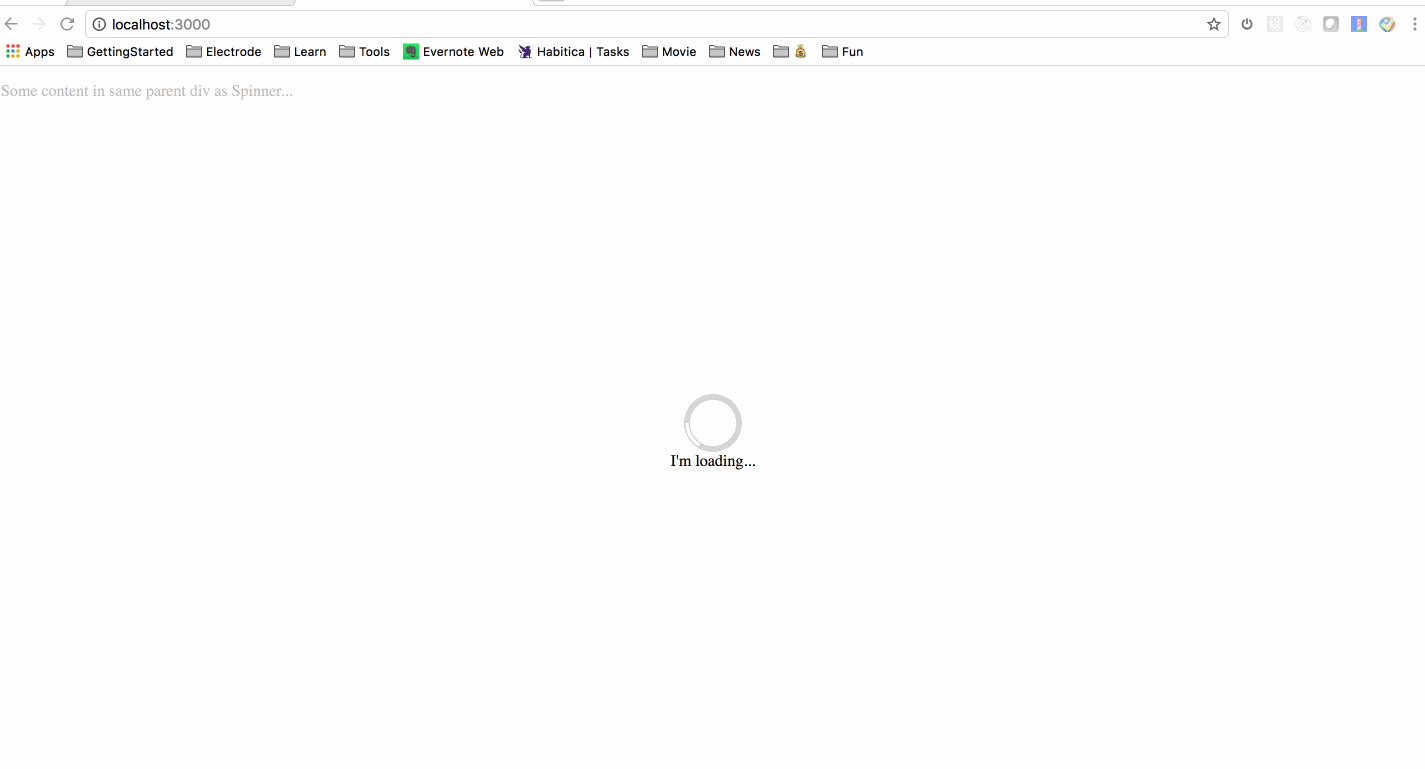 localhost:3000
Apps GettingStarted Electrode Learn Tools Evernote Web Habitica | Tasks Movie News 💰 Fun
Some content in same parent div as Spinner...
I'm loading...